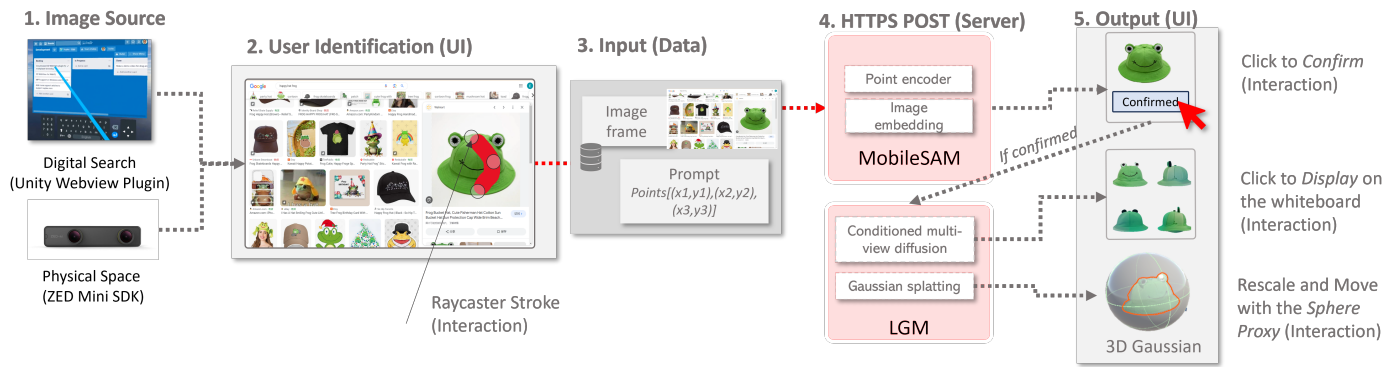 1. Image Source
2. User Identification (UI)
3. Input (Data)
4. HTTPS POST (Server)
5. Output (UI)
Digital Search
(Unity Webview Plugin)
Physical Space
(ZED Mini SDK)
Google
Raycaster Stroke
(Interaction)
Image
frame
Prompt
Points[(x1,y1),(x2,y2),
(x3,y3)]
Point encoder
Image
embedding
MobileSAM
If confirmed
Conditioned multi-
view diffusion
Gaussian splatting
LGM
Confirmed
3D Gaussian
Click to Confirm
(Interaction)
Click to Display on
the whiteboard
(Interaction)
Rescale and Move
with the Sphere
Proxy (Interaction)